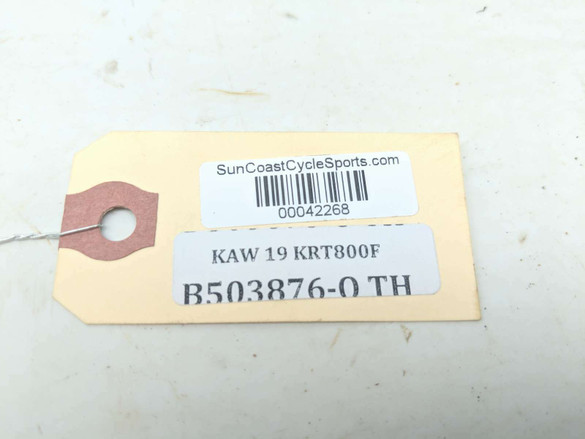 SunCoastCycleSports.com
00042268
KAW 19 KRT800F
B503876-O TH